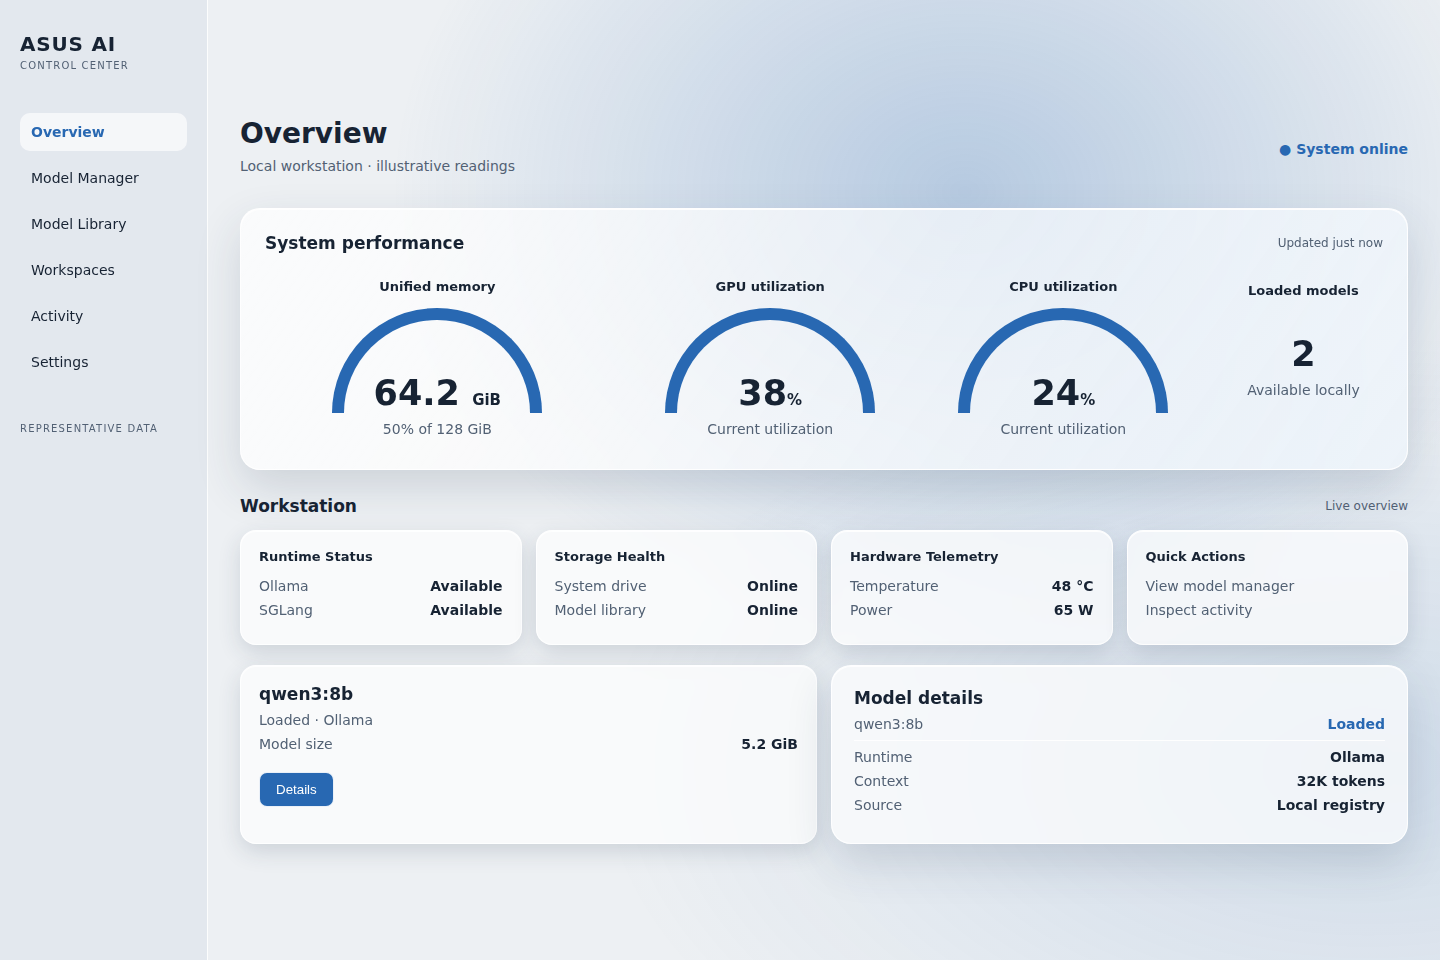 ASUS AI
CONTROL CENTER
Overview
Model Manager
Model Library
Workspaces
Activity
Settings
REPRESENTATIVE DATA
Overview
Local workstation · illustrative readings
● System online
System performance
Updated just now
Unified memory
64.2 GiB
50% of 128 GiB
GPU utilization
38%
Current utilization
CPU utilization
24%
Current utilization
Loaded models
2
Available locally
Workstation
Live overview
Runtime Status
Ollama Available
SGLang Available
Storage Health
System drive Online
Model library Online
Hardware Telemetry
Temperature 48 °C
Power 65 W
Quick Actions
View model manager
Inspect activity
qwen3:8b
Loaded · Ollama
Model size 5.2 GiB
Details
Model details
qwen3:8b Loaded
Runtime Ollama
Context 32K tokens
Source Local registry